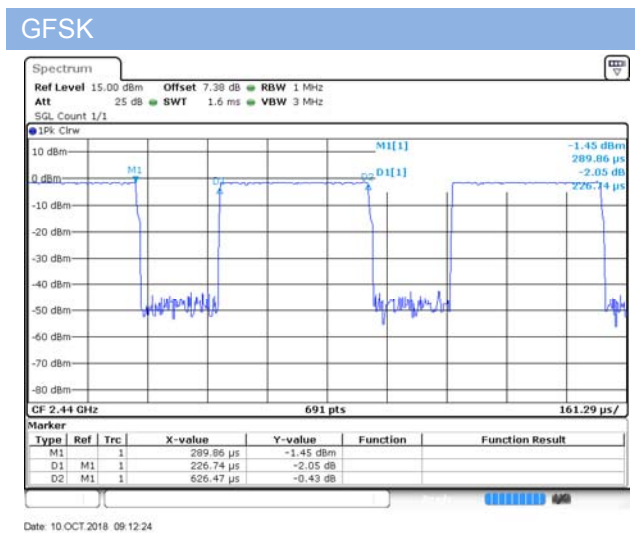 GFSK
Spectrum
Ref Level 15.00 dBm Offset 7.38 dB RBW 1 MHz
Att 25 dB SWT 1.6 ms VBW 3 MHz
SGL Count 1/1
1Pk Clrw
M1[1] -1.45 dBm
289.86 µs
D1[1] -2.05 dB
226.74 µs
10 dBm
M1
D1
D2
0 dBm
-10 dBm
-20 dBm
-30 dBm
-40 dBm
-50 dBm
-60 dBm
-70 dBm
-80 dBm
CF 2.44 GHz 691 pts 161.29 µs/
Marker
Type Ref Trc X-value Y-value Function Function Result
M1 1 289.86 µs -1.45 dBm
D1 M1 1 226.74 µs -2.05 dB
D2 M1 1 626.47 µs -0.43 dB
Date: 10.OCT.2018 09:12:24